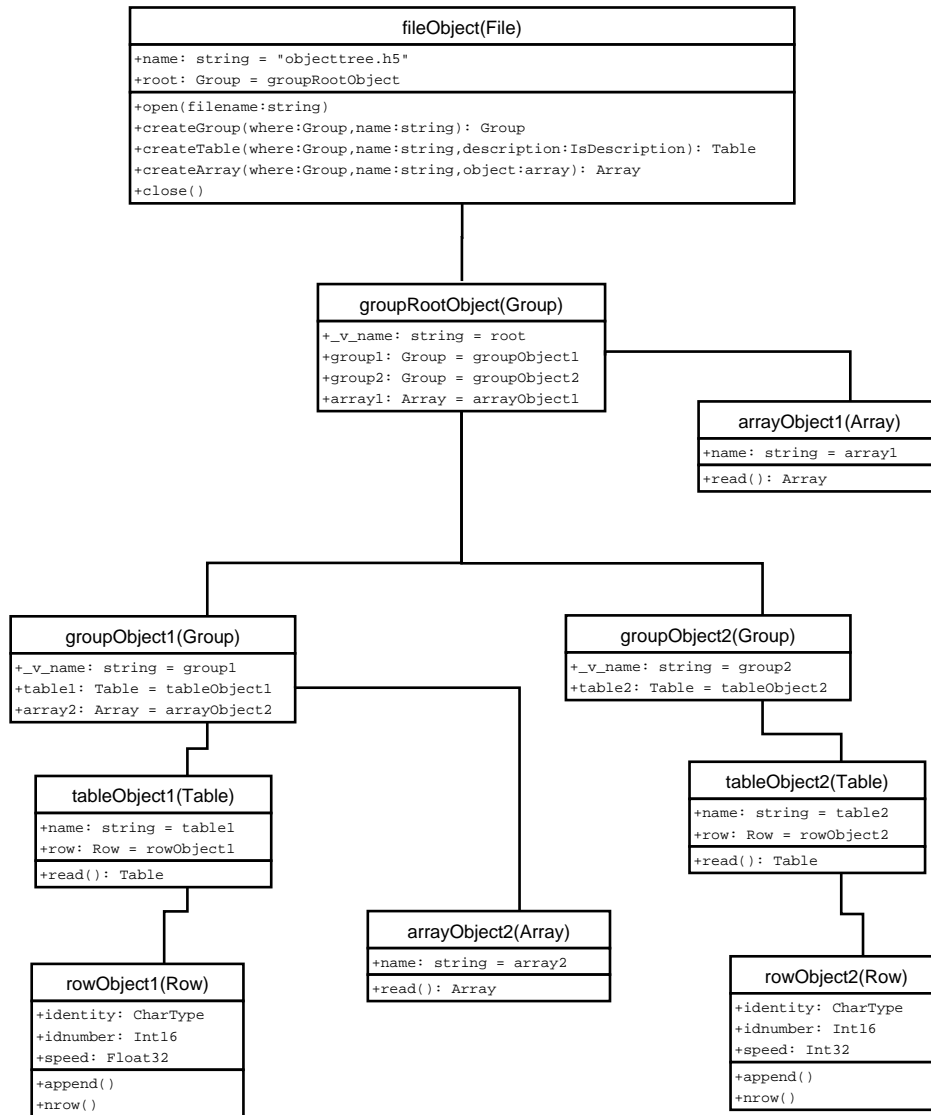 fileObject(File)
+name: string = "objecttree.h5"
+root: Group = groupRootObject
+open(filename:string)
+createGroup(where:Group,name:string): Group
+createTable(where:Group,name:string,description:IsDescription): Table
+createArray(where:Group,name:string,object:array): Array
+close()
groupRootObject(Group)
+_v_name: string = root
+group1: Group = groupObject1
+group2: Group = groupObject2
+array1: Array = arrayObject1
arrayObject1(Array)
+name: string = array1
+read(): Array
groupObject1(Group)
+_v_name: string = group1
+table1: Table = tableObject1
+array2: Array = arrayObject2
groupObject2(Group)
+_v_name: string = group2
+table2: Table = tableObject2
tableObject1(Table)
+name: string = table1
+row: Row = rowObject1
+read(): Table
tableObject2(Table)
+name: string = table2
+row: Row = rowObject2
+read(): Table
arrayObject2(Array)
+name: string = array2
+read(): Array
rowObject1(Row)
+identity: CharType
+idnumber: Int16
+speed: Float32
+append()
+nrow()
rowObject2(Row)
+identity: CharType
+idnumber: Int16
+speed: Int32
+append()
+nrow()